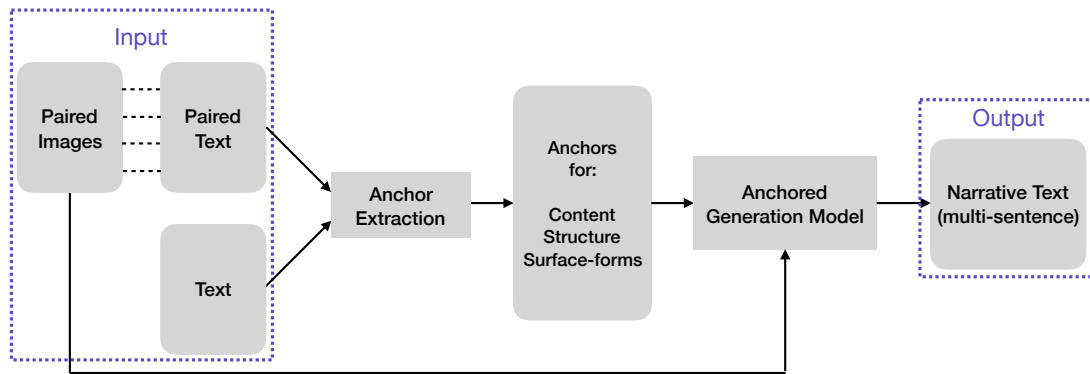 Input
Paired
Images
Paired
Text
Text
Anchor
Extraction
Anchors
for:
Content
Structure
Surface-forms
Anchored
Generation Model
Output
Narrative Text
(multi-sentence)